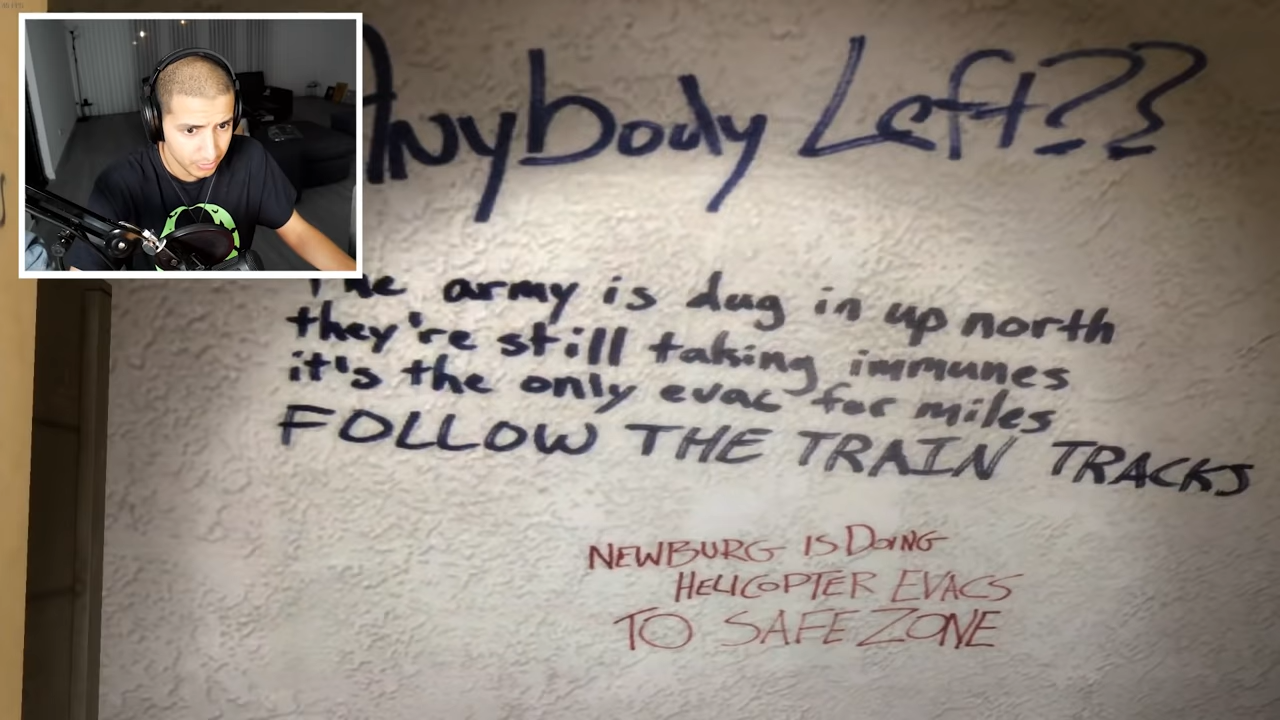 Anybody Left??
The army is dug in up north
they're still taking immunes
it's the only evac for miles
FOLLOW THE TRAIN TRACKS
NEWBURG IS DOING
HELICOPTER EVACS
TO SAFE ZONE